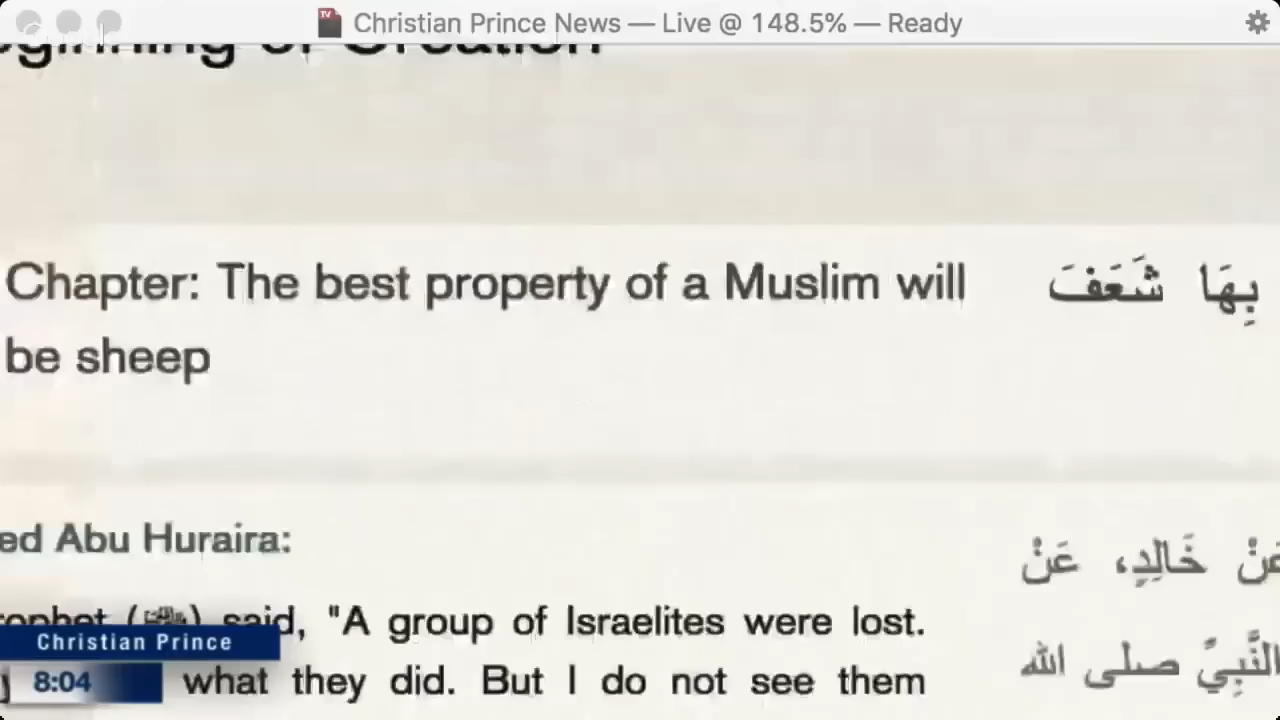 Christian Prince News — Live @ 148.5% — Ready
of Creation
Chapter: The best property of a Muslim will
be sheep
بِهَا شَعَفَ
Abu Huraira:
خَالِدٍ، عَنْ
said, "A group of Israelites were lost.
النَّبِيِّ صلى الله
what they did. But I do not see them
Christian Prince
8:04